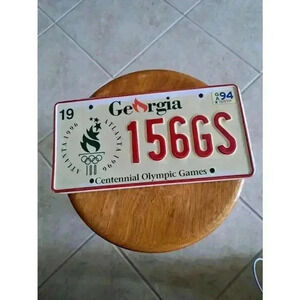 19
Georgia
94
ATLANTA 1996
ATLANTA 1996
156GS
Centennial Olympic Games